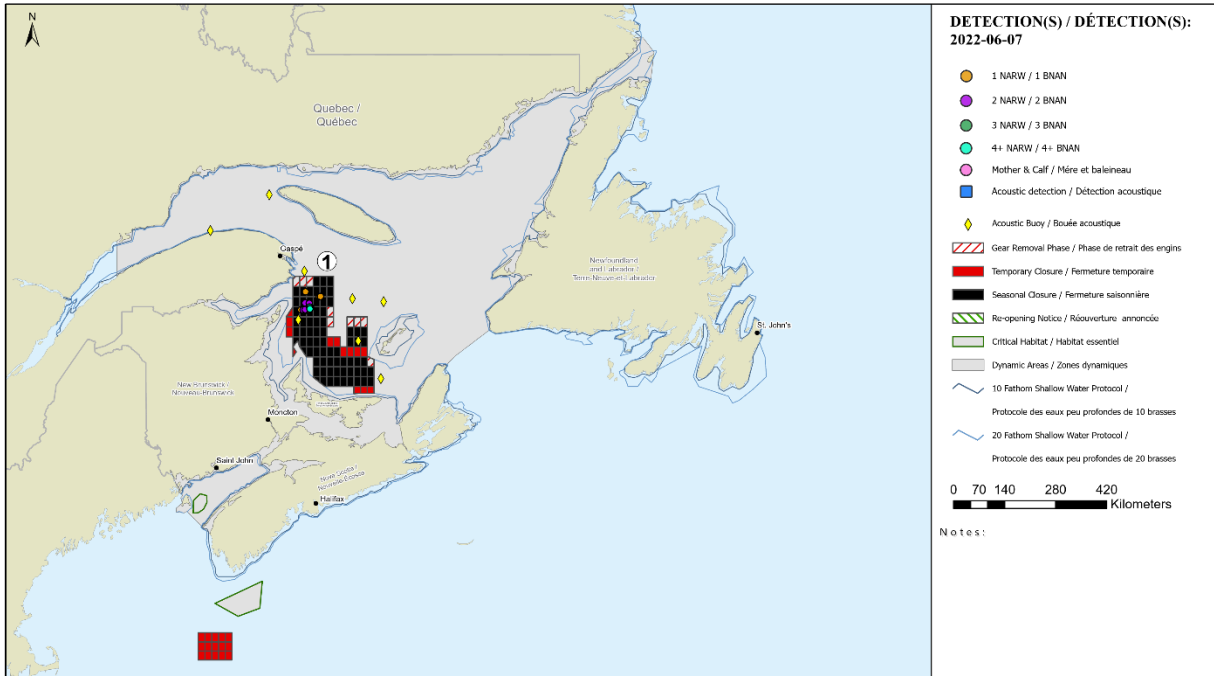 N
Quebec /
Québec
Gaspé
1
Newfoundland
and Labrador /
Terre-Neuve-et-Labrador
St. John's
New Brunswick /
Nouveau-Brunswick
Moncton
Saint John
Nova Scotia /
Nouvelle-Écosse
Halifax
DETECTION(S) / DÉTECTION(S):
2022-06-07
1 NARW / 1 BNAN
2 NARW / 2 BNAN
3 NARW / 3 BNAN
4+ NARW / 4+ BNAN
Mother & Calf / Mére et baleineau
Acoustic detection / Détection acoustique
Acoustic Buoy / Bouée acoustique
Gear Removal Phase / Phase de retrait des engins
Temporary Closure / Fermeture temporaire
Seasonal Closure / Fermeture saisonnière
Re-opening Notice / Réouverture annoncée
Critical Habitat / Habitat essentiel
Dynamic Areas / Zones dynamiques
10 Fathom Shallow Water Protocol /
Protocole des eaux peu profondes de 10 brasses
20 Fathom Shallow Water Protocol /
Protocole des eaux peu profondes de 20 brasses
0 70 140 280 420
Kilometers
Notes: